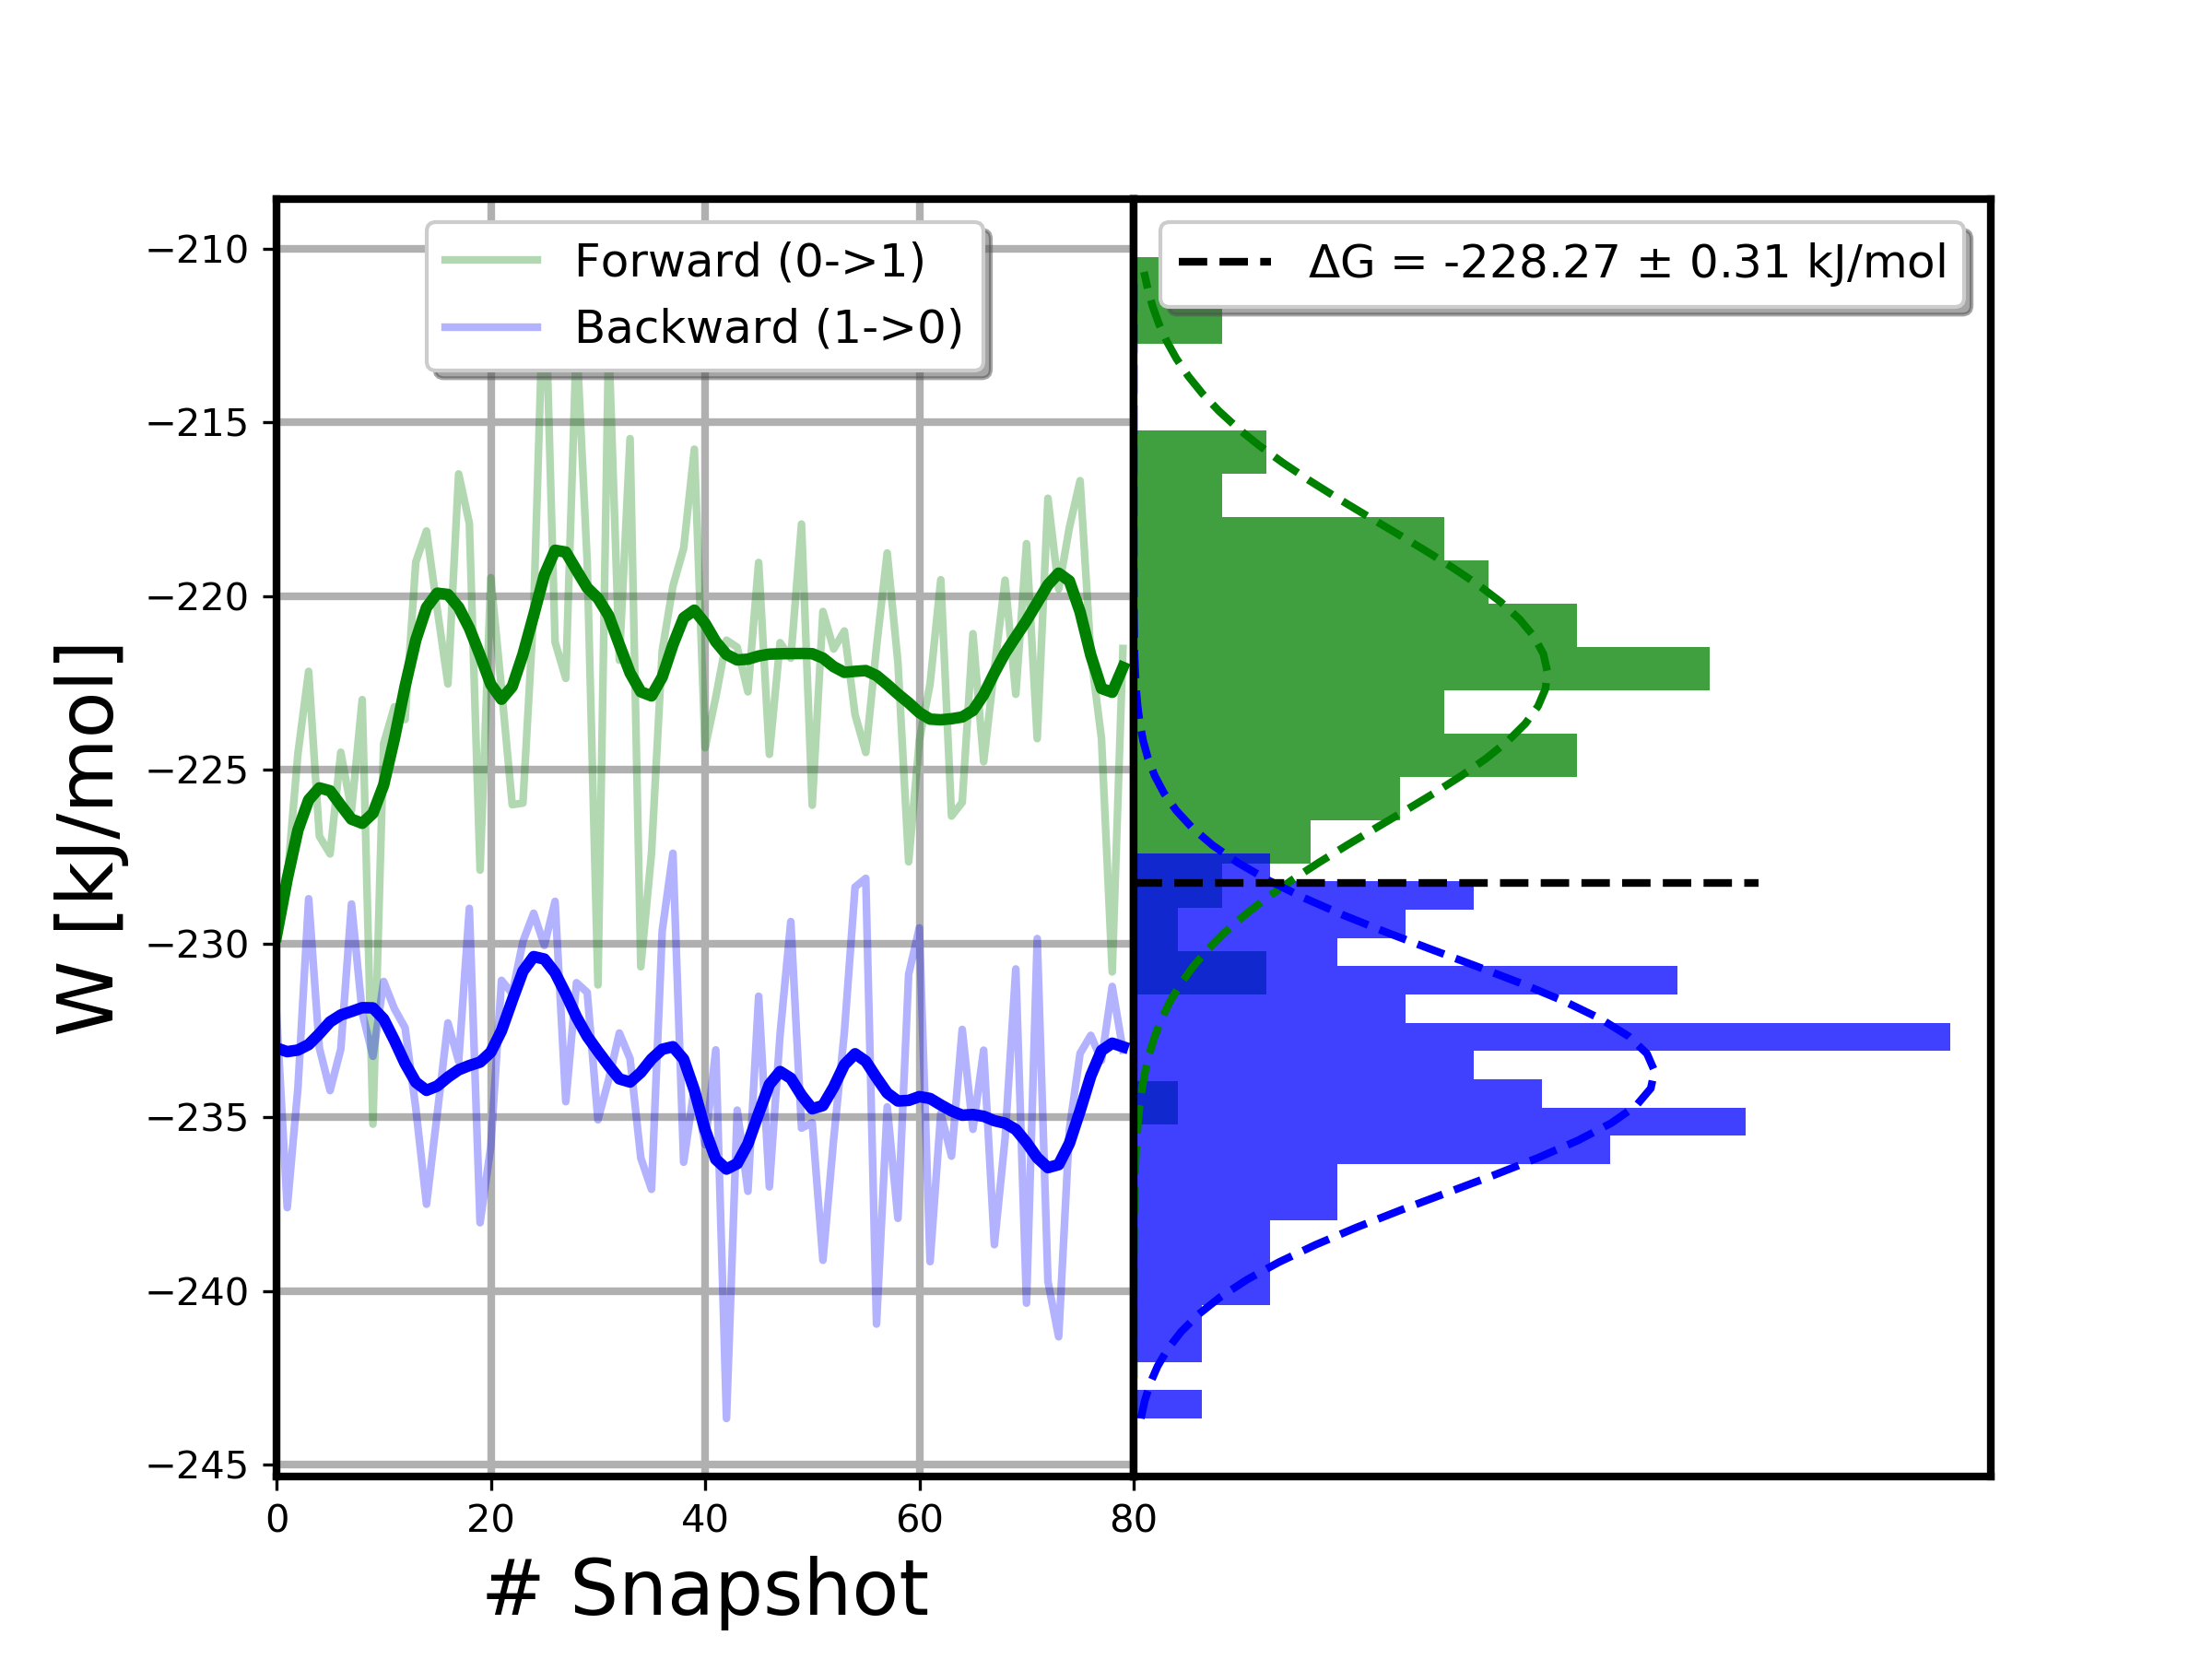 Forward (0->1)
Backward (1->0)
ΔG = -228.27 ± 0.31 kJ/mol
W [kJ/mol]
−210
−215
−220
−225
−230
−235
−240
−245
0 20 40 60 80
# Snapshot